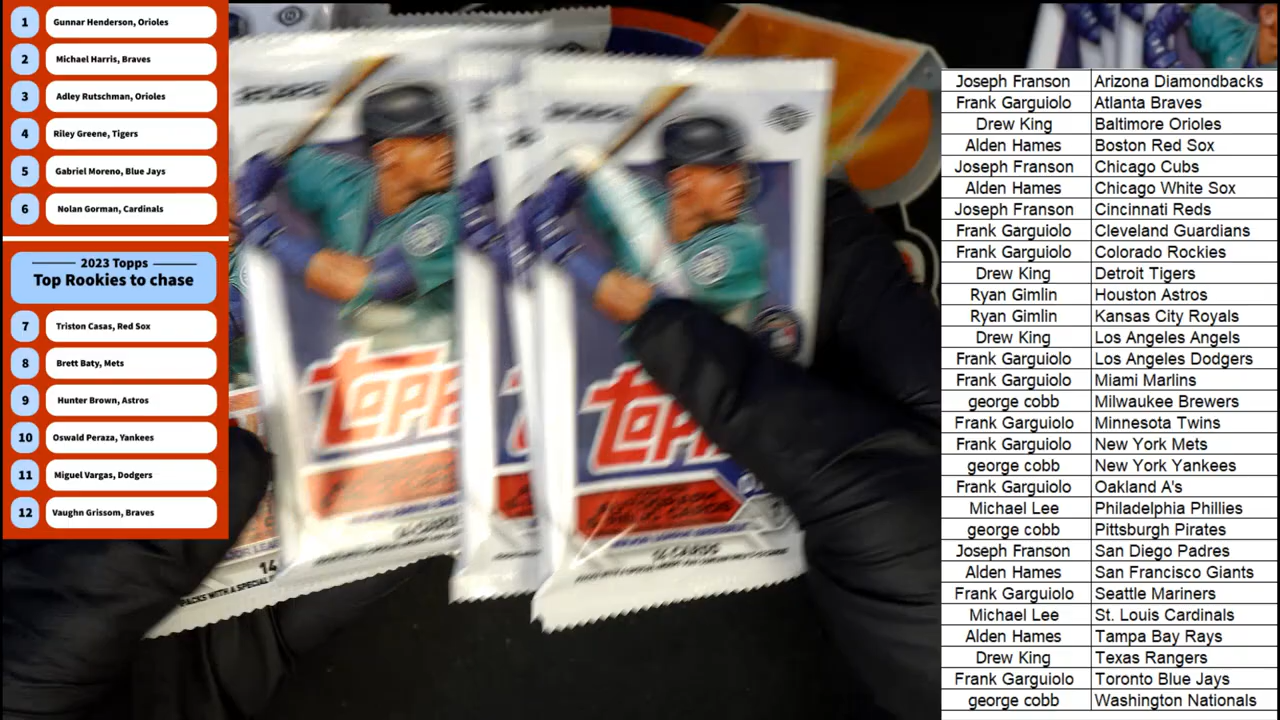 1 Gunnar Henderson, Orioles
2 Michael Harris, Braves
3 Adley Rutschman, Orioles
4 Riley Greene, Tigers
5 Gabriel Moreno, Blue Jays
6 Nolan Gorman, Cardinals
2023 Topps
Top Rookies to chase
7 Triston Casas, Red Sox
8 Brett Baty, Mets
9 Hunter Brown, Astros
10 Oswald Peraza, Yankees
11 Miguel Vargas, Dodgers
12 Vaughn Grissom, Braves
TOPP
TOPP
14 CARDS
14
Joseph Franson Arizona Diamondbacks
Frank Garguiolo Atlanta Braves
Drew King Baltimore Orioles
Alden Hames Boston Red Sox
Joseph Franson Chicago Cubs
Alden Hames Chicago White Sox
Joseph Franson Cincinnati Reds
Frank Garguiolo Cleveland Guardians
Frank Garguiolo Colorado Rockies
Drew King Detroit Tigers
Ryan Gimlin Houston Astros
Ryan Gimlin Kansas City Royals
Drew King Los Angeles Angels
Frank Garguiolo Los Angeles Dodgers
Frank Garguiolo Miami Marlins
george cobb Milwaukee Brewers
Frank Garguiolo Minnesota Twins
Frank Garguiolo New York Mets
george cobb New York Yankees
Frank Garguiolo Oakland A's
Michael Lee Philadelphia Phillies
george cobb Pittsburgh Pirates
Joseph Franson San Diego Padres
Alden Hames San Francisco Giants
Frank Garguiolo Seattle Mariners
Michael Lee St. Louis Cardinals
Alden Hames Tampa Bay Rays
Drew King Texas Rangers
Frank Garguiolo Toronto Blue Jays
george cobb Washington Nationals